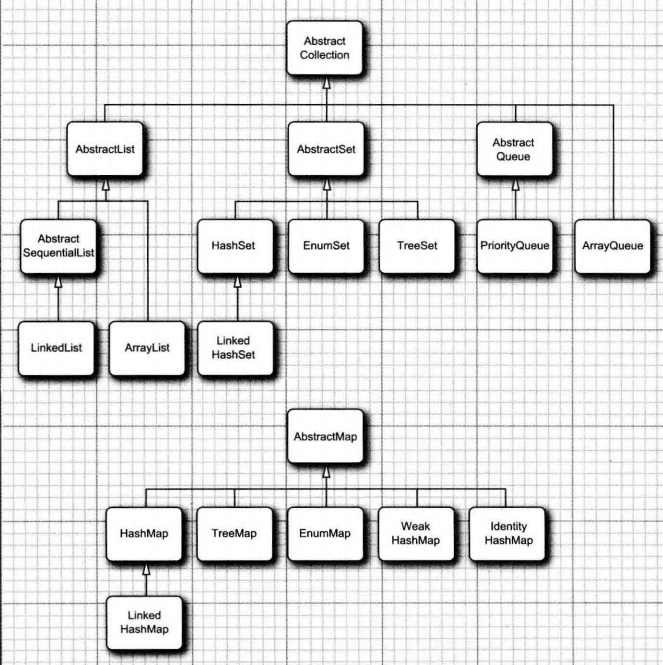 Abstract
Collection
AbstractList
AbstractSet
Abstract
Queue
Abstract
SequentialList
HashSet
EnumSet
TreeSet
PriorityQueue
ArrayQueue
LinkedList
ArrayList
Linked
HashSet
AbstractMap
HashMap
TreeMap
EnumMap
Weak
HashMap
Identity
HashMap
Linked
HashMap